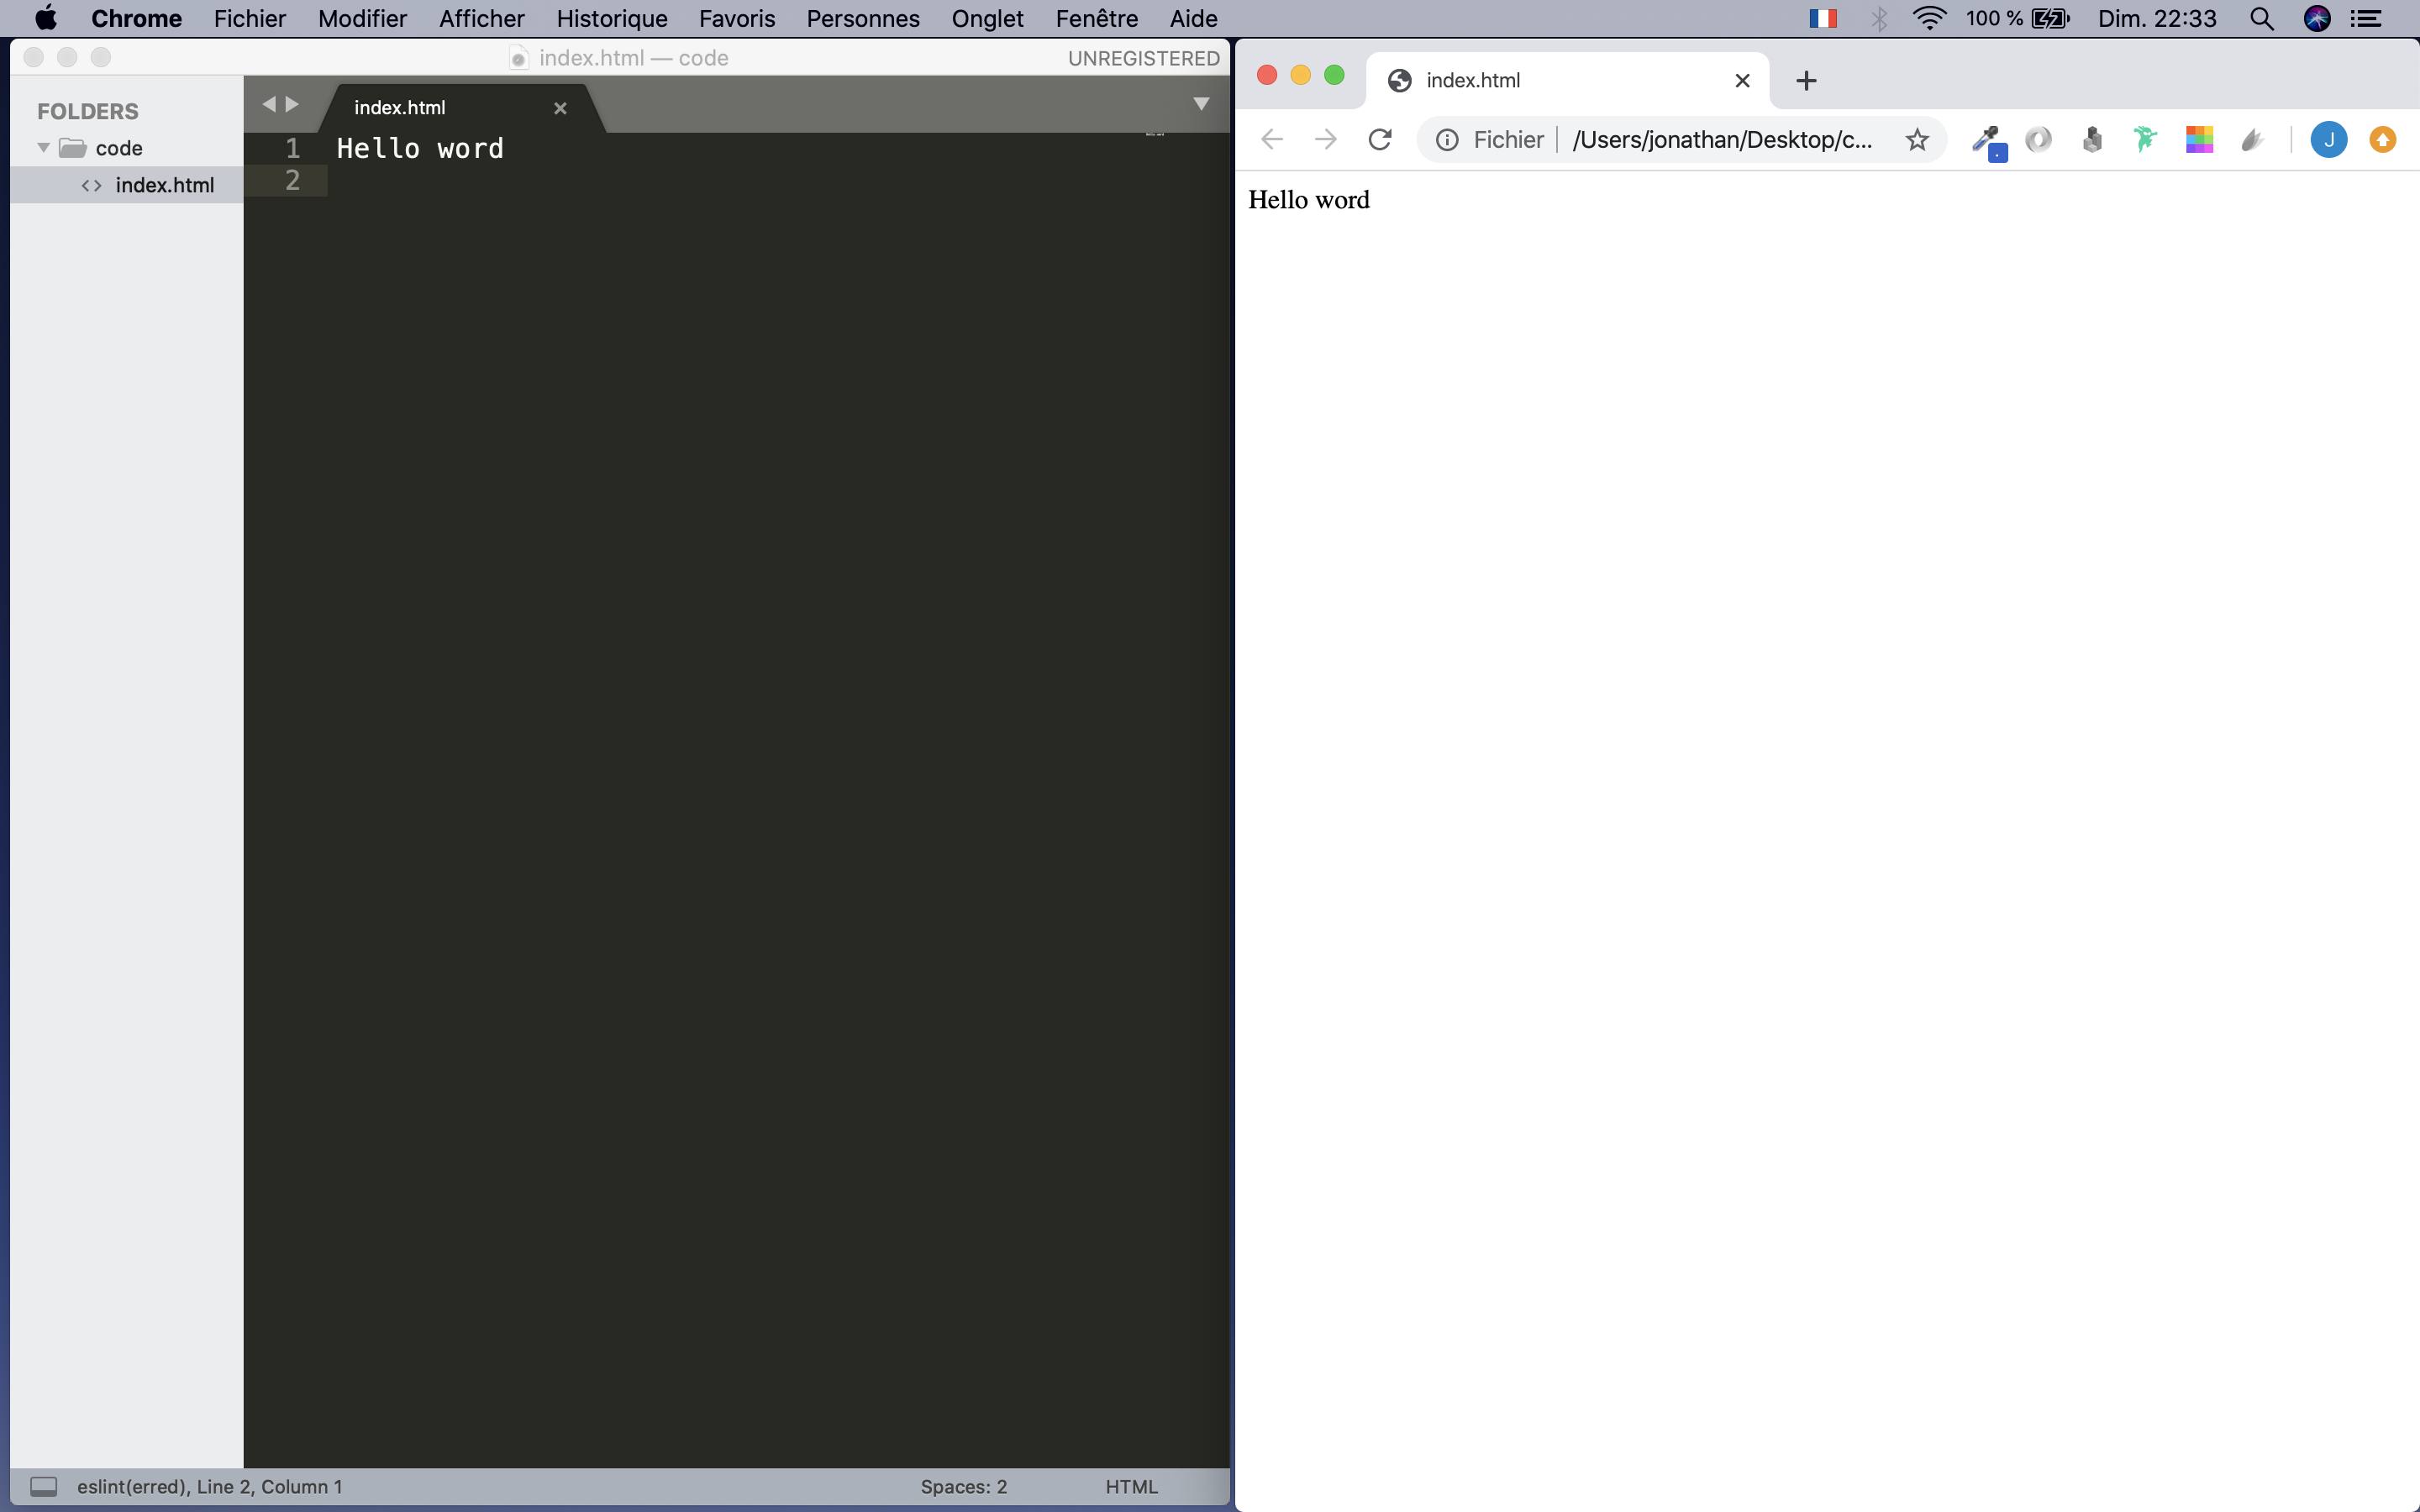 Chrome Fichier Modifier Afficher Historique Favoris Personnes Onglet Fenêtre Aide 100 % Dim. 22:33
index.html — code UNREGISTERED
FOLDERS
code
index.html
index.html
1 Hello word
2
eslint(erred), Line 2, Column 1 Spaces: 2 HTML
index.html
Fichier /Users/jonathan/Desktop/c... J
Hello word